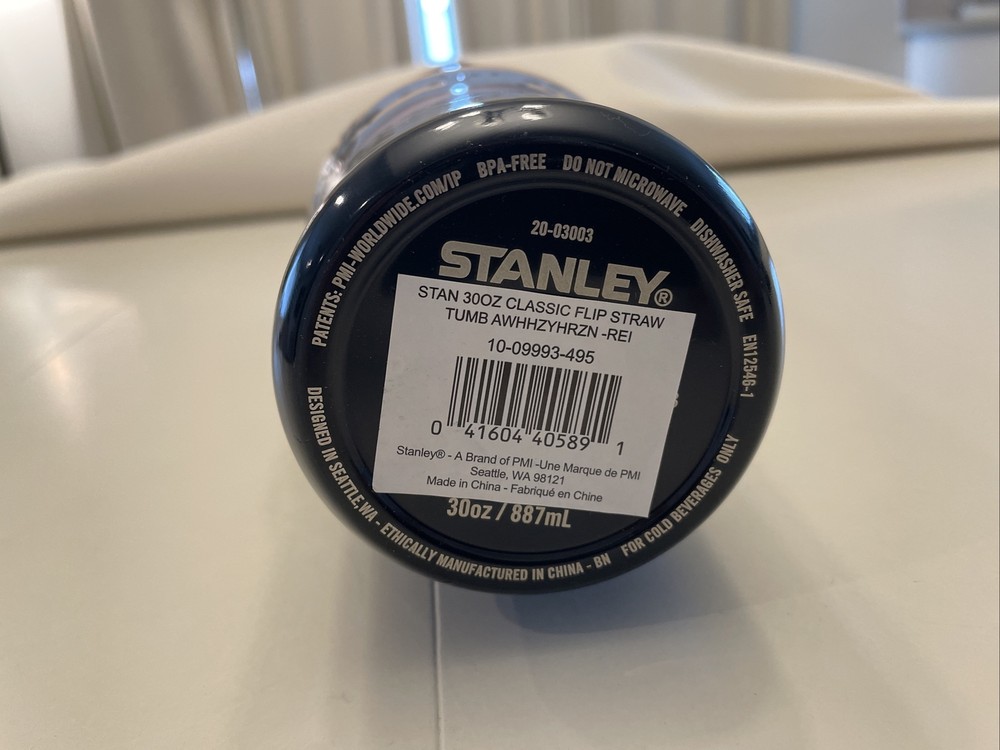 PATENTS: PMI-WORLDWIDE.COM/IP BPA-FREE DO NOT MICROWAVE DISHWASHER SAFE EN12546-1
20-03003
STANLEY®
STAN 30OZ CLASSIC FLIP STRAW
TUMB AWHHZYHRZN -REI
10-09993-495
0 41604 40589 1
Stanley® - A Brand of PMI -Une Marque de PMI
Seattle, WA 98121
Made in China - Fabriqué en Chine
30oz / 887mL
DESIGNED IN SEATTLE, WA - ETHICALLY MANUFACTURED IN CHINA - BN FOR COLD BEVERAGES ONLY